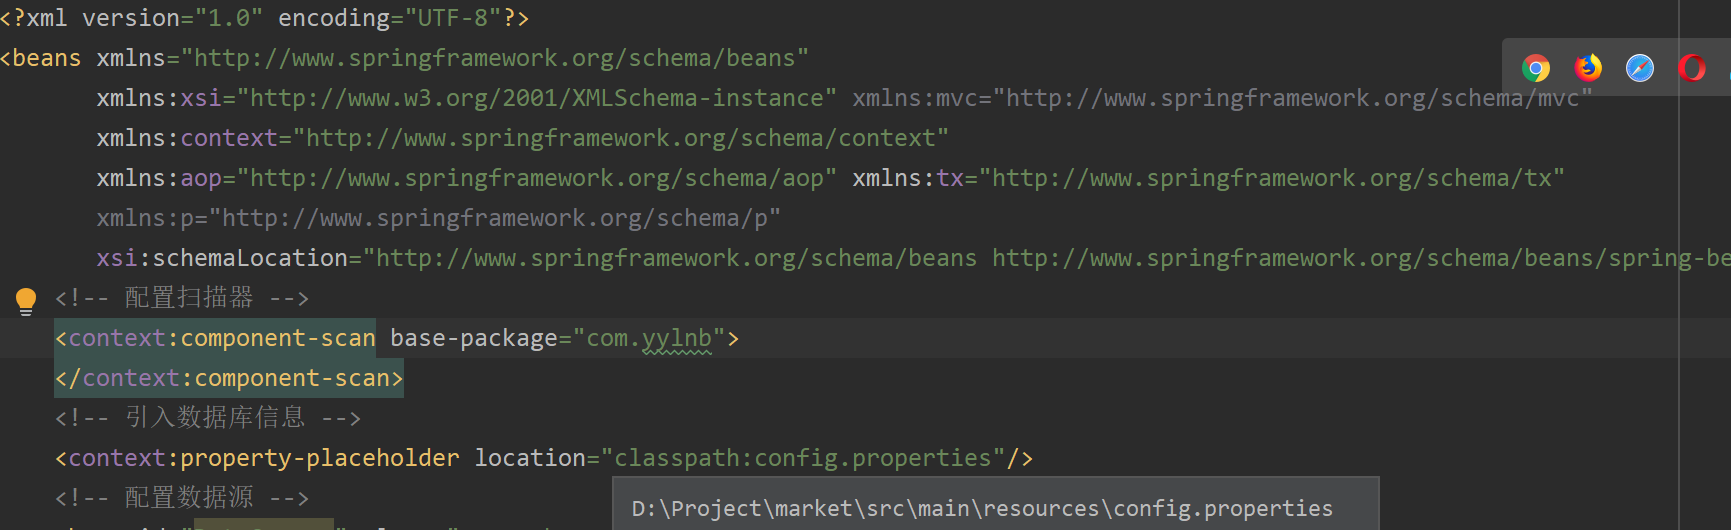 <?xml version="1.0" encoding="UTF-8"?>
<beans xmlns="http://www.springframework.org/schema/beans"
xmlns:xsi="http://www.w3.org/2001/XMLSchema-instance" xmlns:mvc="http://www.springframework.org/schema/mvc"
xmlns:context="http://www.springframework.org/schema/context"
xmlns:aop="http://www.springframework.org/schema/aop" xmlns:tx="http://www.springframework.org/schema/tx"
xmlns:p="http://www.springframework.org/schema/p"
xsi:schemaLocation="http://www.springframework.org/schema/beans http://www.springframework.org/schema/beans/spring-be
<!-- 配置扫描器 -->
<context:component-scan base-package="com.yylnb">
</context:component-scan>
<!-- 引入数据库信息 -->
<context:property-placeholder location="classpath:config.properties"/>
<!-- 配置数据源 -->
D:\Project\market\src\main\resources\config.properties